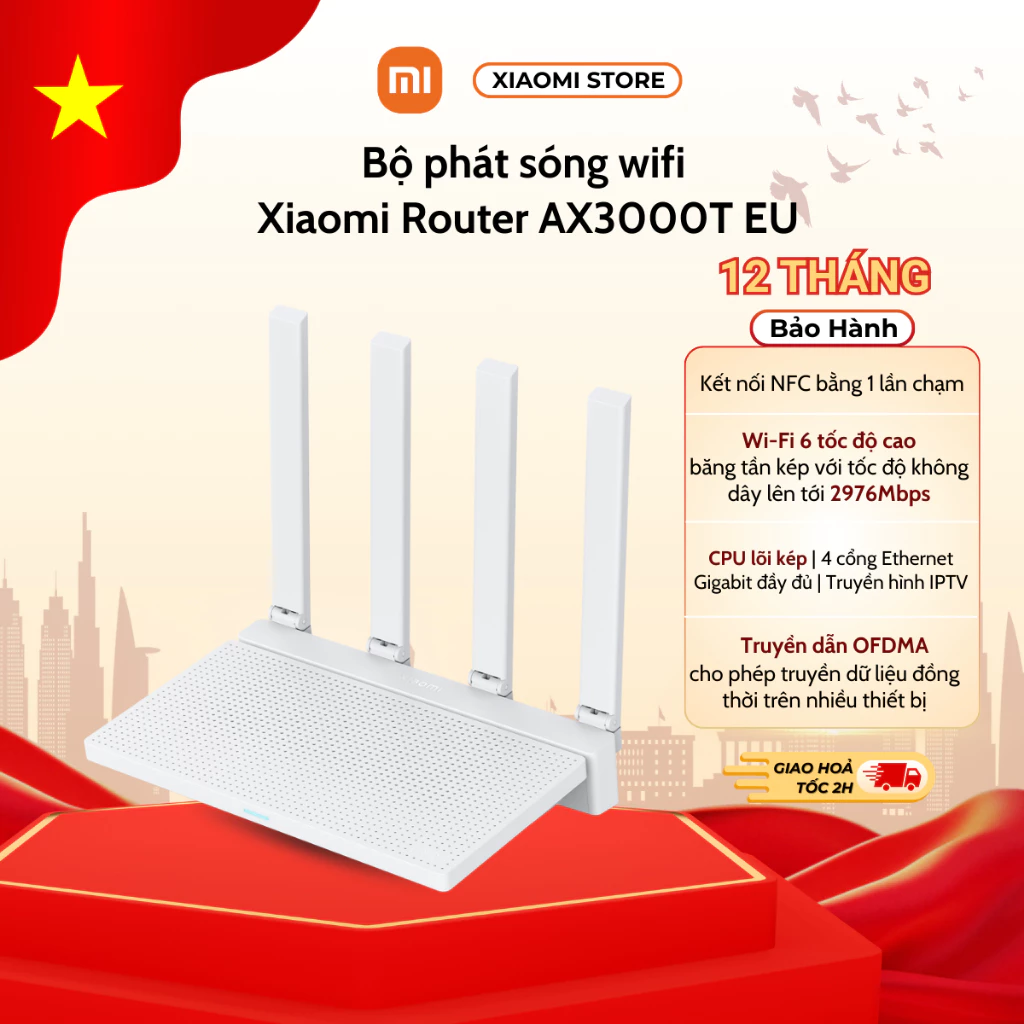 mi
XIAOMI STORE
Bộ phát sóng wifi
Xiaomi Router AX3000T EU
12 THÁNG
Bảo Hành
Kết nối NFC bằng 1 lần chạm
Wi-Fi 6 tốc độ cao
băng tần kép với tốc độ không
dây lên tới 2976Mbps
CPU lõi kép | 4 cổng Ethernet
Gigabit đầy đủ | Truyền hình IPTV
Truyền dẫn OFDMA
cho phép truyền dữ liệu đồng
thời trên nhiều thiết bị
GIAO HOẢ
TỐC 2H
xiaomi